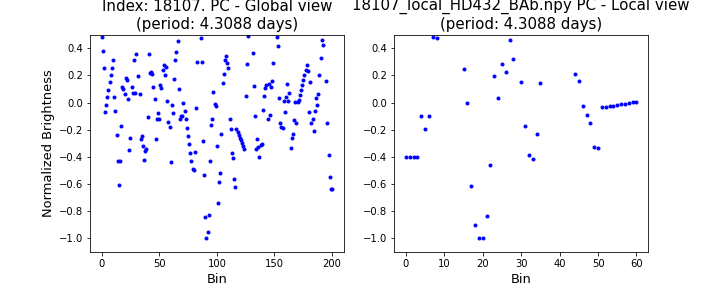 Index: 18107. PC - Global view
(period: 4.3088 days)
18107_local_HD432_BAb.npy PC - Local view
(period: 4.3088 days)
Normalized Brightness
0.4
0.2
0.0
−0.2
−0.4
−0.6
−0.8
−1.0
0.4
0.2
0.0
−0.2
−0.4
−0.6
−0.8
−1.0
0 50 100 150 200
0 20 40 60
Bin
Bin